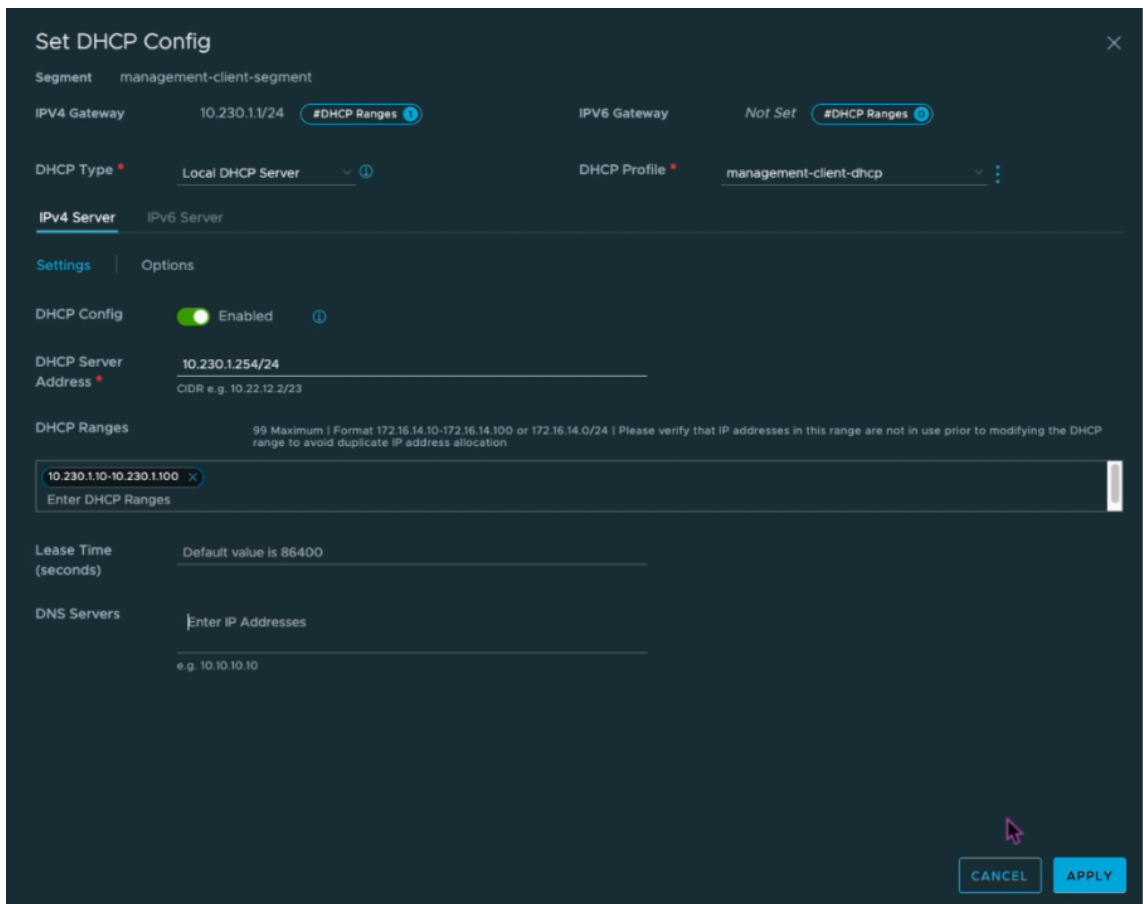 Set DHCP Config
Segment management-client-segment
IPV4 Gateway 10.230.1.1/24 #DHCP Ranges 1 IPV6 Gateway Not Set #DHCP Ranges 0
DHCP Type * Local DHCP Server DHCP Profile * management-client-dhcp
IPv4 Server IPv6 Server
Settings Options
DHCP Config Enabled
DHCP Server
Address *
10.230.1.254/24
CIDR e.g. 10.22.12.2/23
DHCP Ranges
99 Maximum | Format 172.16.14.10-172.16.14.100 or 172.16.14.0/24 | Please verify that IP addresses in this range are not in use prior to modifying the DHCP
range to avoid duplicate IP address allocation
10.230.1.10-10.230.1.100
Enter DHCP Ranges
Lease Time
(seconds)
Default value is 86400
DNS Servers
Enter IP Addresses
e.g. 10.10.10.10
CANCEL APPLY